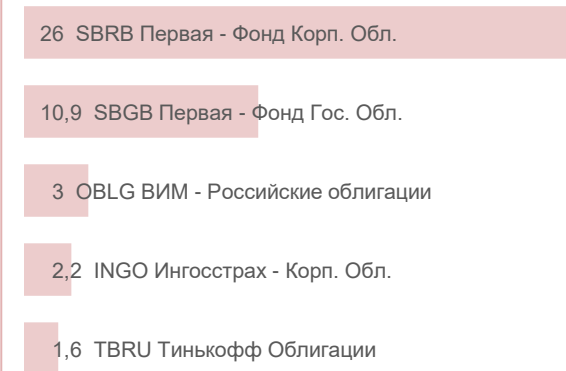 26 SBRB Первая - Фонд Корп. Обл.
10,9 SBGB Первая - Фонд Гос. Обл.
3 OBLG ВИМ - Российские облигации
2,2 INGO Ингосстрах - Корп. Обл.
1,6 TBRU Тинькофф Облигации